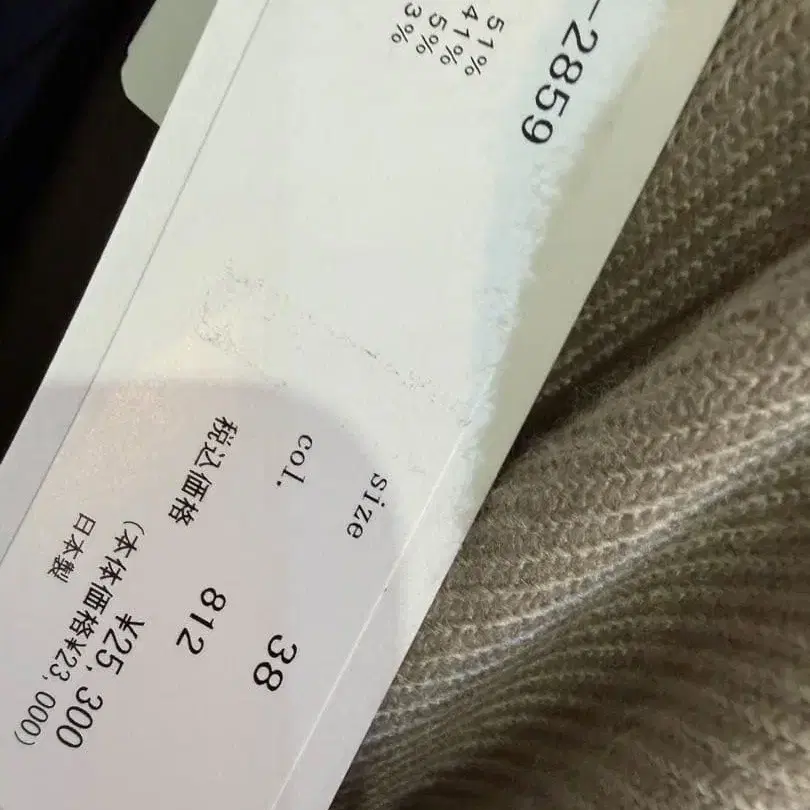 -2859
51%
41%
5%
3%
size 38
col. 812
税込価格 ¥25,300
(本体価格¥23,000)
日本製